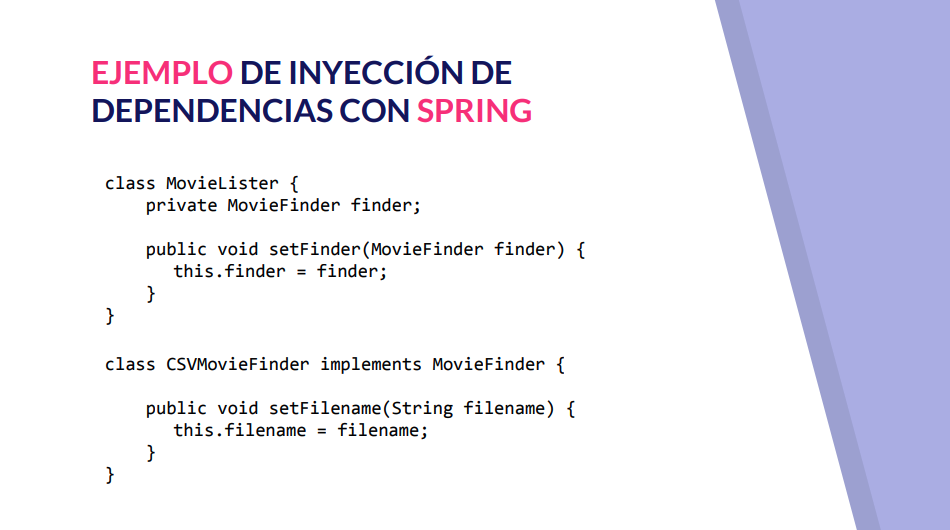 EJEMPLO DE INYECCIÓN DE
DEPENDENCIAS CON SPRING
class MovieLister {
private MovieFinder finder;
public void setFinder(MovieFinder finder) {
this.finder = finder;
}
}
class CSVMovieFinder implements MovieFinder {
public void setFilename(String filename) {
this.filename = filename;
}
}